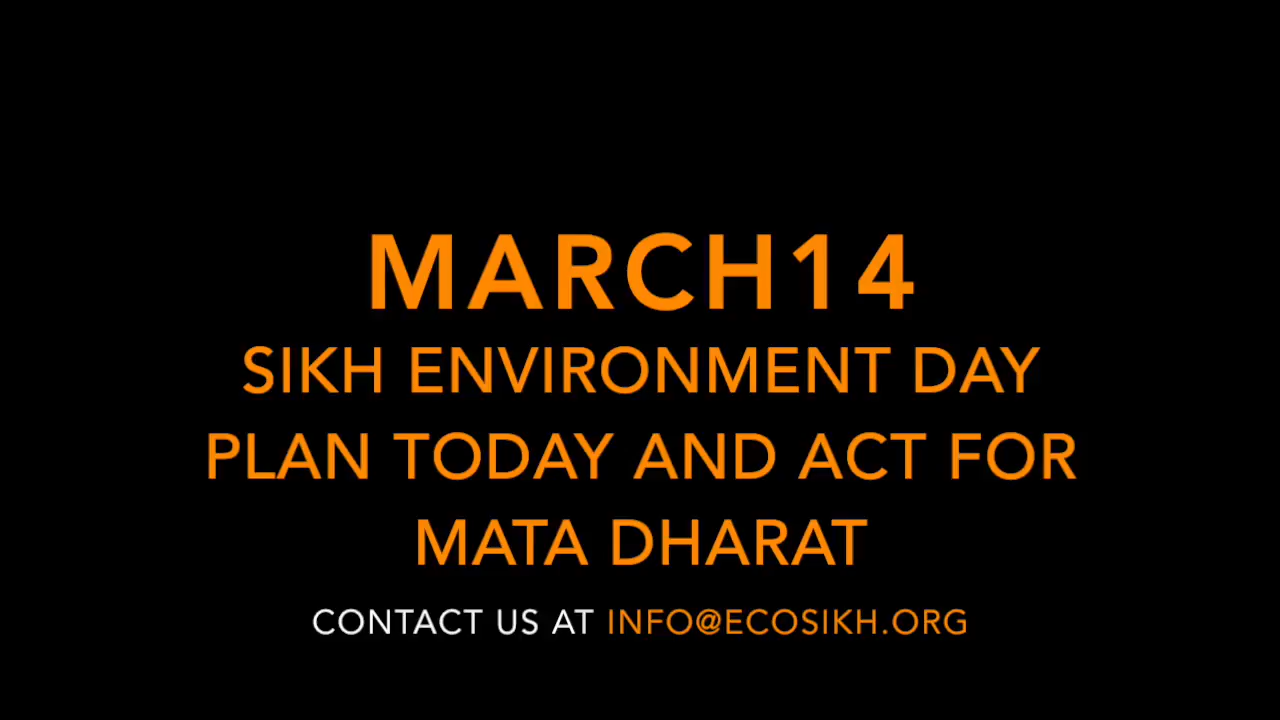 MARCH14
SIKH ENVIRONMENT DAY
PLAN TODAY AND ACT FOR
MATA DHARAT
CONTACT US AT INFO@ECOSIKH.ORG